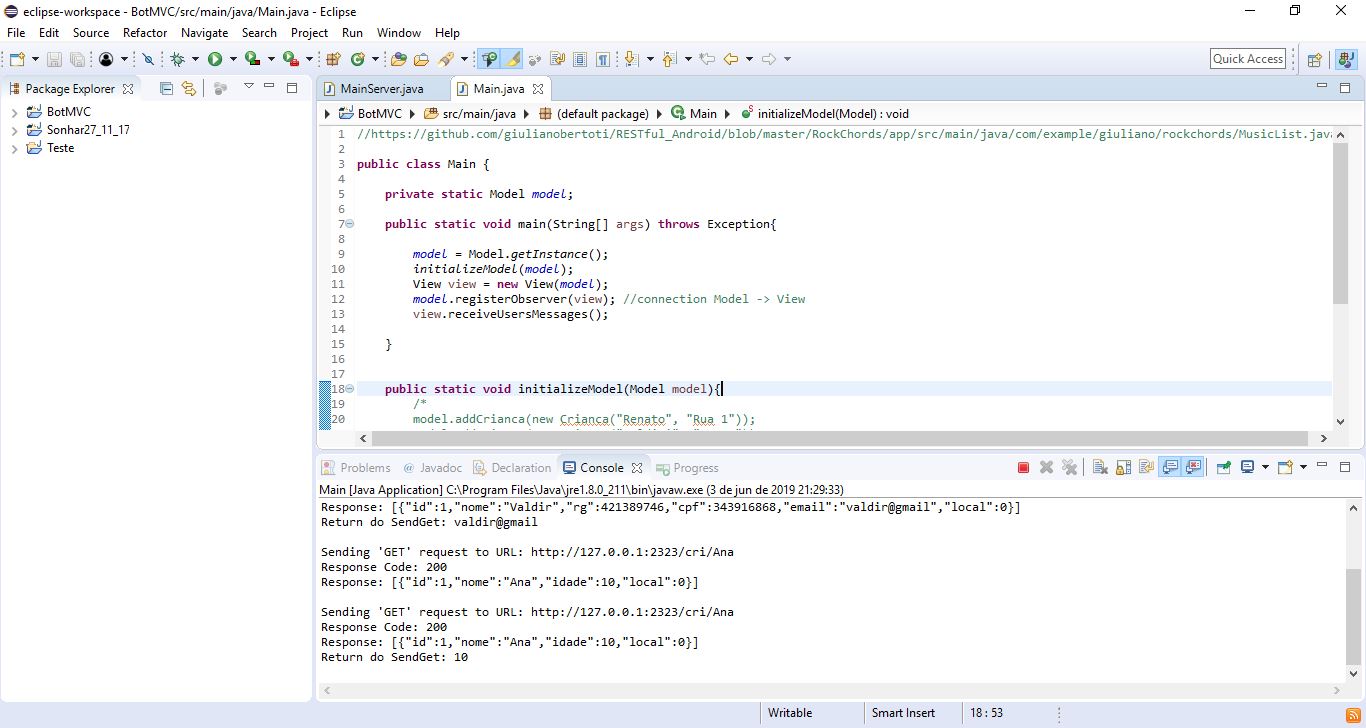 eclipse-workspace - BotMVC/src/main/java/Main.java - Eclipse
File Edit Source Refactor Navigate Search Project Run Window Help
Quick Access
Package Explorer
BotMVC
Sonhar27_11_17
Teste
MainServer.java Main.java
BotMVC src/main/java (default package) Main initializeModel(Model) : void
1 //https://github.com/giulianobertoti/RESTful_Android/blob/master/RockChords/app/src/main/java/com/example/giuliano/rockchords/MusicList.java
2
3 public class Main {
4
5 private static Model model;
6
7 public static void main(String[] args) throws Exception{
8
9 model = Model.getInstance();
10 initializeModel(model);
11 View view = new View(model);
12 model.registerObserver(view); //connection Model -> View
13 view.receiveUsersMessages();
14
15 }
16
17
18 public static void initializeModel(Model model){
19 /*
20 model.addCrianca(new Crianca("Renato", "Rua 1"));
Problems @ Javadoc Declaration Console Progress
Main [Java Application] C:\Program Files\Java\jre1.8.0_211\bin\javaw.exe (3 de jun de 2019 21:29:33)
Response: [{"id":1,"nome":"Valdir","rg":421389746,"cpf":343916868,"email":"valdir@gmail","local":0}]
Return do SendGet: valdir@gmail
Sending 'GET' request to URL: http://127.0.0.1:2323/cri/Ana
Response Code: 200
Response: [{"id":1,"nome":"Ana","idade":10,"local":0}]
Sending 'GET' request to URL: http://127.0.0.1:2323/cri/Ana
Response Code: 200
Response: [{"id":1,"nome":"Ana","idade":10,"local":0}]
Return do SendGet: 10
Writable Smart Insert 18 : 53